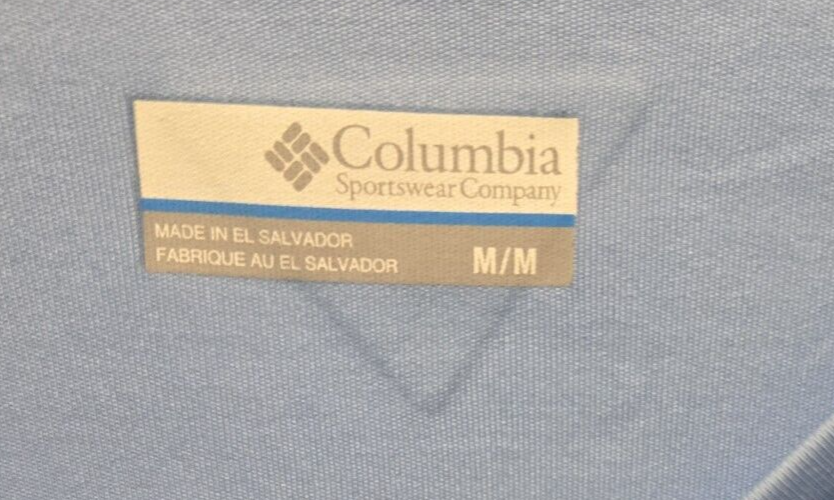 Columbia
Sportswear Company
MADE IN EL SALVADOR
FABRIQUE AU EL SALVADOR
M/M